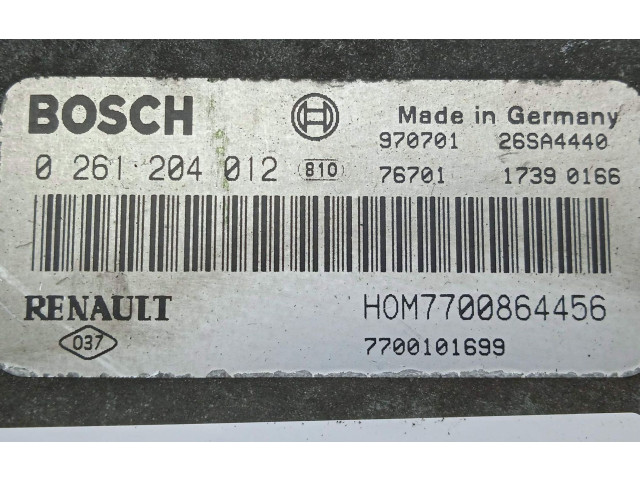 BOSCH
Made in Germany
970701 26SA4440
0 261 204 012 810
76701 1739 0166
RENAULT
HOM7700864456
037
7700101699